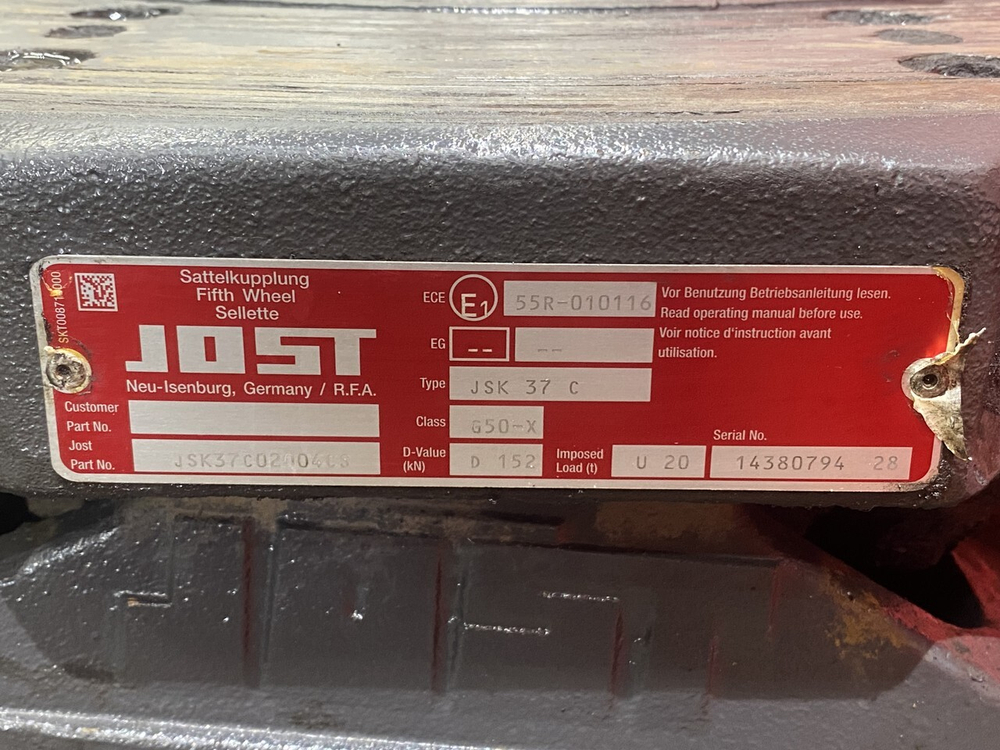 Sattelkupplung
Fifth Wheel
Sellette
JOST
Neu-Isenburg, Germany / R.F.A.
Customer
Part No.
Jost
Part No.
ECE E1 55R-010116
EG -- --
Type JSK 37 C
Class G50-X
D-Value
(kN) D 152
Imposed
Load (t) U 20
Serial No.
14380794 28
Vor Benutzung Betriebsanleitung lesen.
Read operating manual before use.
Voir notice d'instruction avant
utilisation.